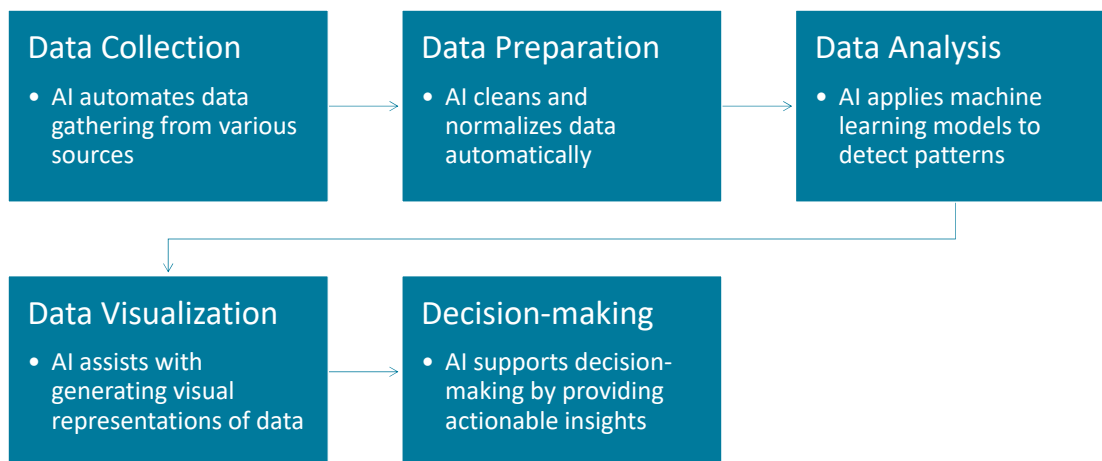 Data Collection
• AI automates data
gathering from various
sources
Data Preparation
• AI cleans and
normalizes data
automatically
Data Analysis
• AI applies machine
learning models to
detect patterns
Data Visualization
• AI assists with
generating visual
representations of data
Decision-making
• AI supports decision-
making by providing
actionable insights